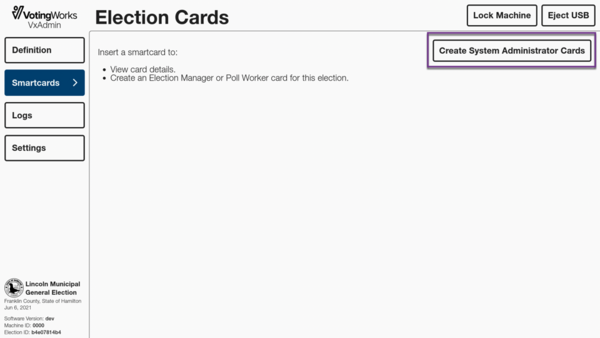 VotingWorks
VxAdmin
Election Cards
Lock Machine
Eject USB
Definition
Smartcards
Logs
Settings
Insert a smartcard to:
• View card details.
• Create an Election Manager or Poll Worker card for this election.
Create System Administrator Cards
Lincoln Municipal
General Election
Franklin County, State of Hamilton
Jun 6, 2021
Software Version: dev
Machine ID: 0000
Election ID: b4e07814b4